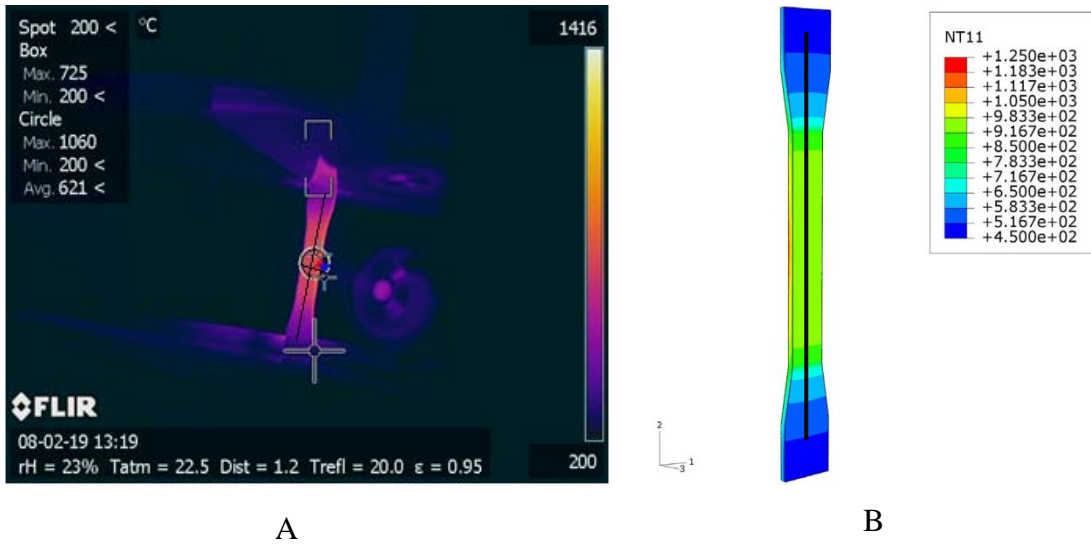 Spot 200 < °C
Box
Max. 725
Min. 200 <
Circle
Max. 1060
Min. 200 <
Avg. 621 <
1416
200
FLIR
08-02-19 13:19
rH = 23% Tatm = 22.5 Dist = 1.2 Trefl = 20.0 ε = 0.95
A
NT11
+1.250e+03
+1.183e+03
+1.117e+03
+1.050e+03
+9.833e+02
+9.167e+02
+8.500e+02
+7.833e+02
+7.167e+02
+6.500e+02
+5.833e+02
+5.167e+02
+4.500e+02
2
1
3
B